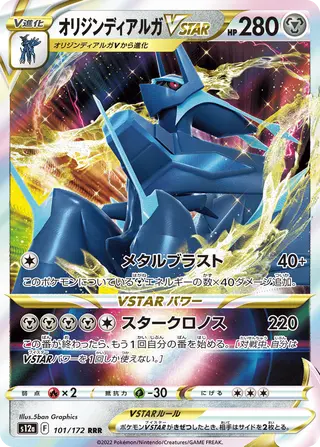 V進化
オリジンディアルガVSTAR HP280
オリジンディアルガVから進化
メタルブラスト 40+
このポケモンについているエネルギーの数×40ダメージ追加。
VSTARパワー
スタークロノス 220
この番が終わったら、もう1回自分の番を始める。[対戦中、自分は
VSTARパワーを1回しか使えない。]
弱点 ×2 抵抗力 -30 にげる
Illus.5ban Graphics
s12a F 101/172 RRR
©2022 Pokémon/Nintendo/Creatures/GAME FREAK.
VSTARルール
ポケモンVSTARがきぜつしたとき、相手はサイドを2枚とる。